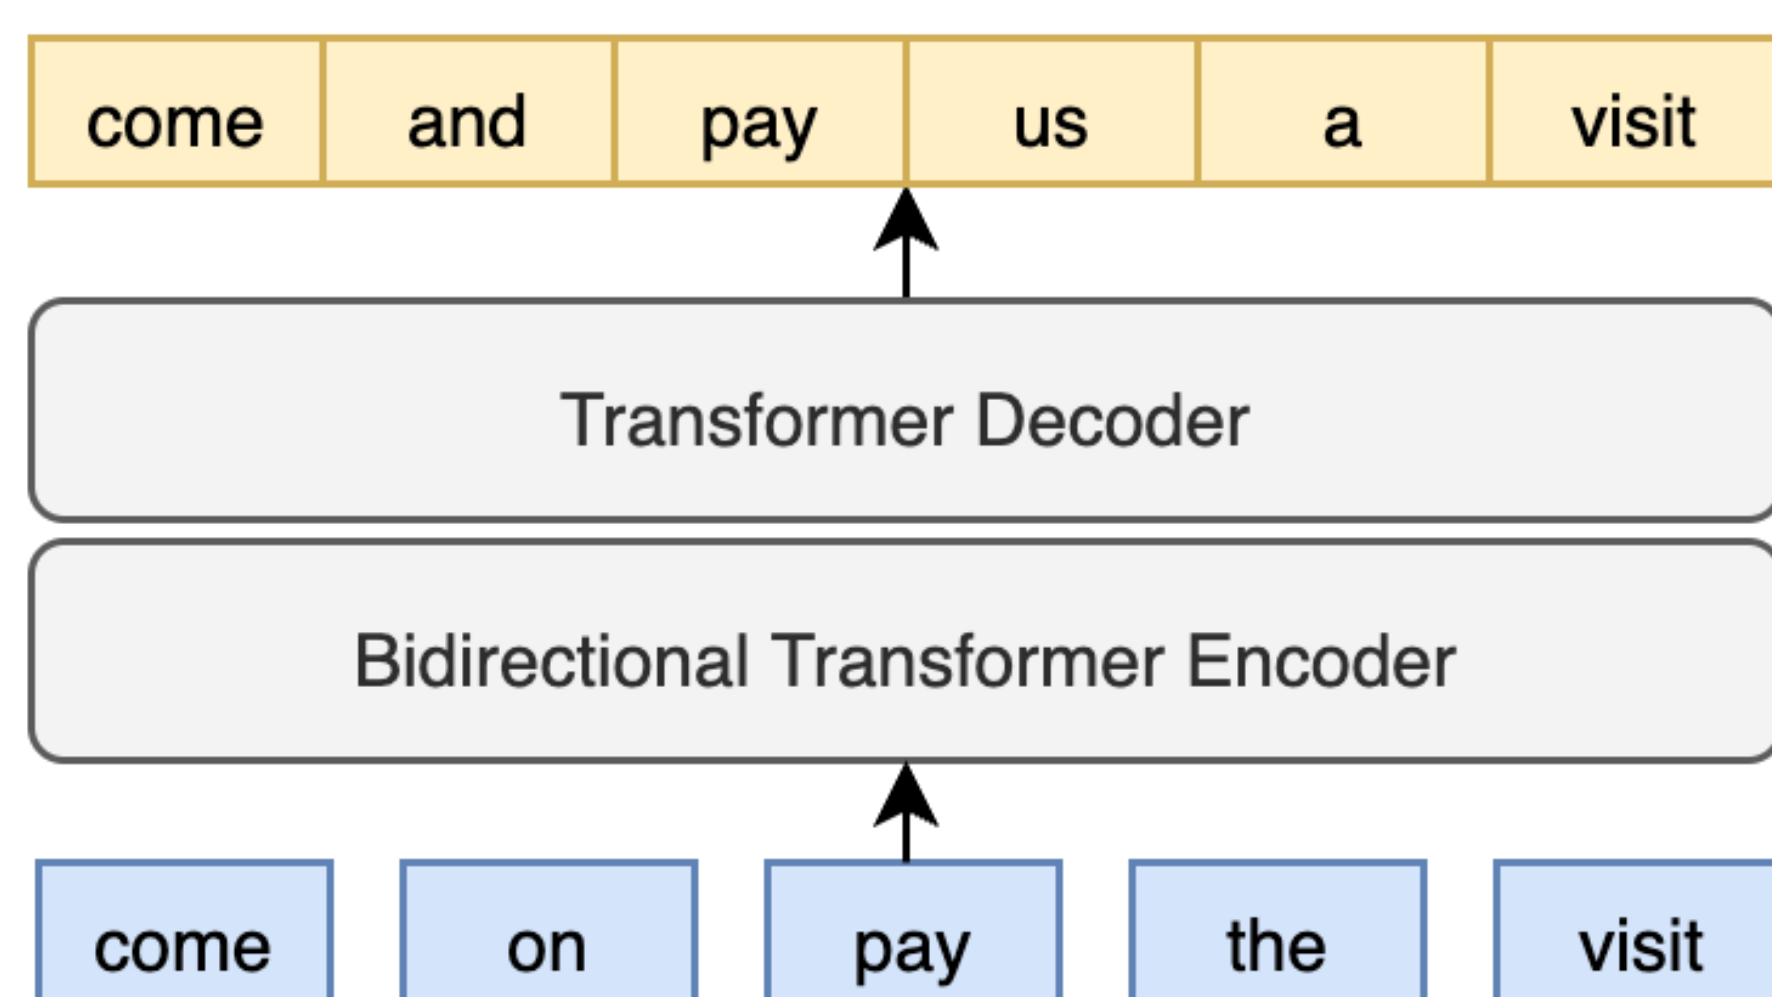 come and pay us a visit
Transformer Decoder
Bidirectional Transformer Encoder
come on pay the visit